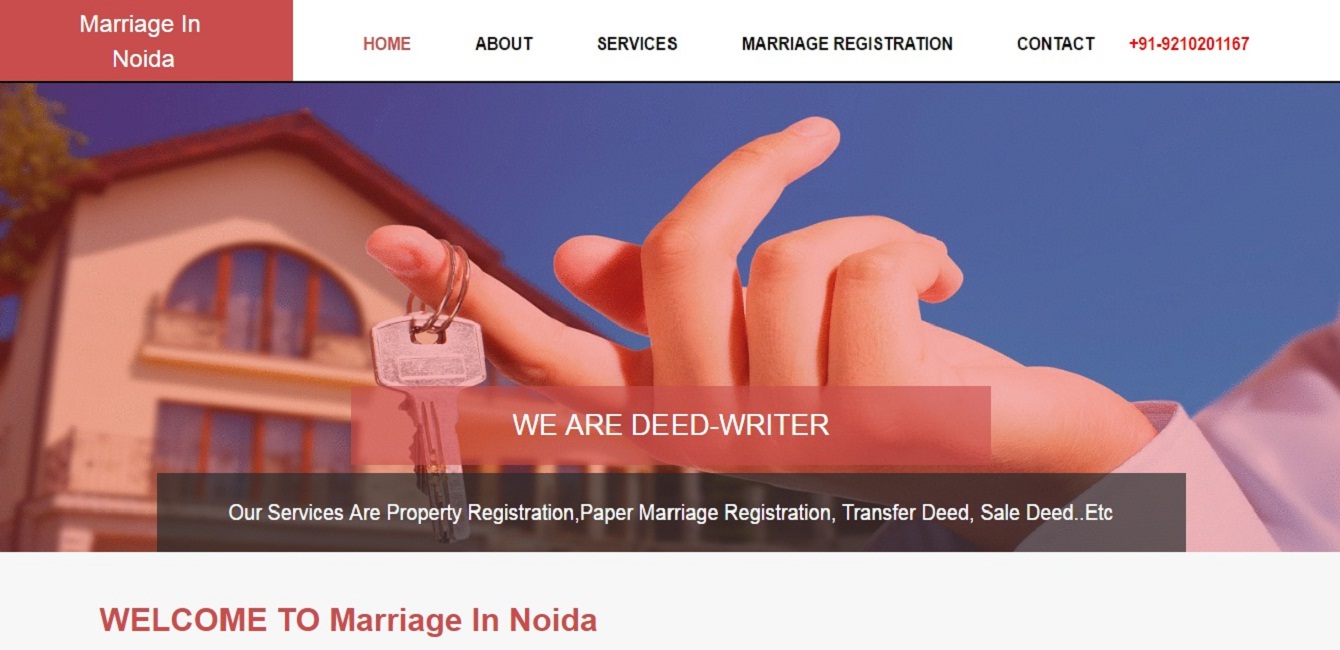 Marriage In
Noida
HOME ABOUT SERVICES MARRIAGE REGISTRATION CONTACT +91-9210201167
WE ARE DEED-WRITER
Our Services Are Property Registration,Paper Marriage Registration, Transfer Deed, Sale Deed..Etc
WELCOME TO Marriage In Noida